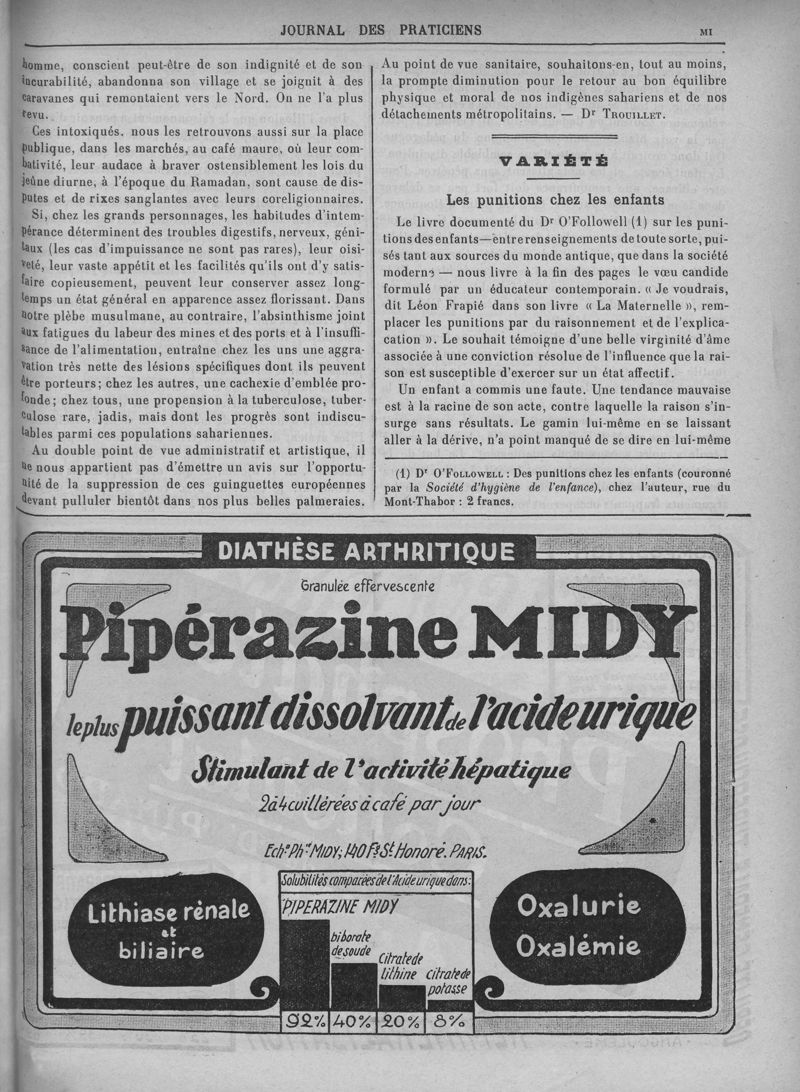 JOURNAL DES PRATICIENS
MI
homme, conscient peut-être de son indignité et de son
incurabilité, abandonna son village et se joignit à des
caravanes qui remontaient vers le Nord. On ne l'a plus
revu.
Ces intoxiqués, nous les retrouvons aussi sur la place
publique, dans les marchés, au café maure, où leur com-
bativité, leur audace à braver ostensiblement les lois du
jeûne diurne, à l'époque du Ramadan, sont cause de dis-
putes et de rixes sanglantes avec leurs coreligionnaires.
Si, chez les grands personnages, les habitudes d'intem-
pérance déterminent des troubles digestifs, nerveux, géni-
taux (les cas d'impuissance ne sont pas rares), leur oisi-
veté, leur vaste appétit et les facilités qu'ils ont d'y satis-
faire copieusement, peuvent leur conserver assez long-
temps un état général en apparence assez florissant. Dans
notre plèbe musulmane, au contraire, l'absinthisme joint
aux fatigues du labeur des mines et des ports et à l'insuffi-
sance de l'alimentation, entraîne chez les uns une aggra-
vation très nette des lésions spécifiques dont ils peuvent
être porteurs; chez les autres, une cachexie d'emblée pro-
fonde; chez tous, une propension à la tuberculose, tuber-
culose rare, jadis, mais dont les progrès sont indiscu-
tables parmi ces populations sahariennes.
Au double point de vue administratif et artistique, il
ne nous appartient pas d'émettre un avis sur l'opportu-
nité de la suppression de ces guinguettes européennes
devant pulluler bientôt dans nos plus belles palmeraies.
Au point de vue sanitaire, souhaitons-en, tout au moins,
la prompte diminution pour le retour au bon équilibre
physique et moral de nos indigènes sahariens et de nos
détachements métropolitains. — Dr TROUILLET.
VARIÉTÉ
Les punitions chez les enfants
Le livre documenté du Dr O'Followell (1) sur les puni-
tions des enfants — entre renseignements de toute sorte, pui-
sés tant aux sources du monde antique, que dans la société
moderne — nous livre à la fin des pages le vœu candide
formulé par un éducateur contemporain. « Je voudrais,
dit Léon Frapié dans son livre « La Maternelle », rem-
placer les punitions par du raisonnement et de l'explica-
cation ». Le souhait témoigne d'une belle virginité d'âme
associée à une conviction résolue de l'influence que la rai-
son est susceptible d'exercer sur un état affectif.
Un enfant a commis une faute. Une tendance mauvaise
est à la racine de son acte, contre laquelle la raison s'in-
surge sans résultats. Le gamin lui-même en se laissant
aller à la dérive, n'a point manqué de se dire en lui-même
(1) Dr O'FOLLOWELL : Des punitions chez les enfants (couronné
par la Société d'hygiène de l'enfance), chez l'auteur, rue du
Mont-Thabor : 2 francs.
DIATHÈSE ARTHRITIQUE
Granulée effervescente
Pipérazine MIDY
le plus puissant dissolvant de l'acide urique
Stimulant de l'activité hépatique
2 à 4 cuillérées à café par jour
Echons Phie MIDY, 140 Fg St Honoré. PARIS.
Lithiase rénale
et
biliaire
Solubilités comparées de l'Acide urique dans:
PIPERAZINE MIDY
biborate
de soude
Citrate de
lithine
citrate de
potasse
92% 40% 20% 8%
Oxalurie
Oxalémie